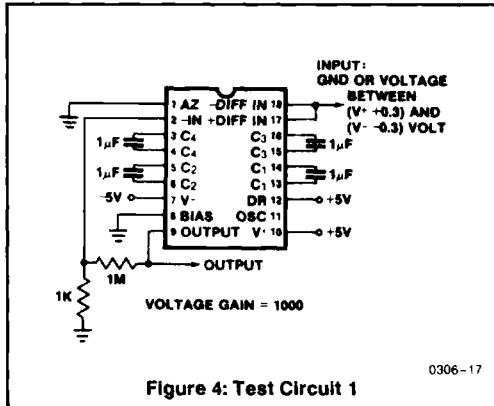 INPUT:
GND OR VOLTAGE
BETWEEN
(V+ +0.3) AND
(V- -0.3) VOLT
1 AZ -DIFF IN 18
2 -IN +DIFF IN 17
1µF 3 C4 C3 16 1µF
4 C4 C3 15
1µF 5 C2 C1 14 1µF
6 C2 C1 13
-5V 7 V- DR 12 +5V
8 BIAS OSC 11
9 OUTPUT V+ 10 +5V
1M OUTPUT
1K
VOLTAGE GAIN = 1000
0306-17
Figure 4: Test Circuit 1